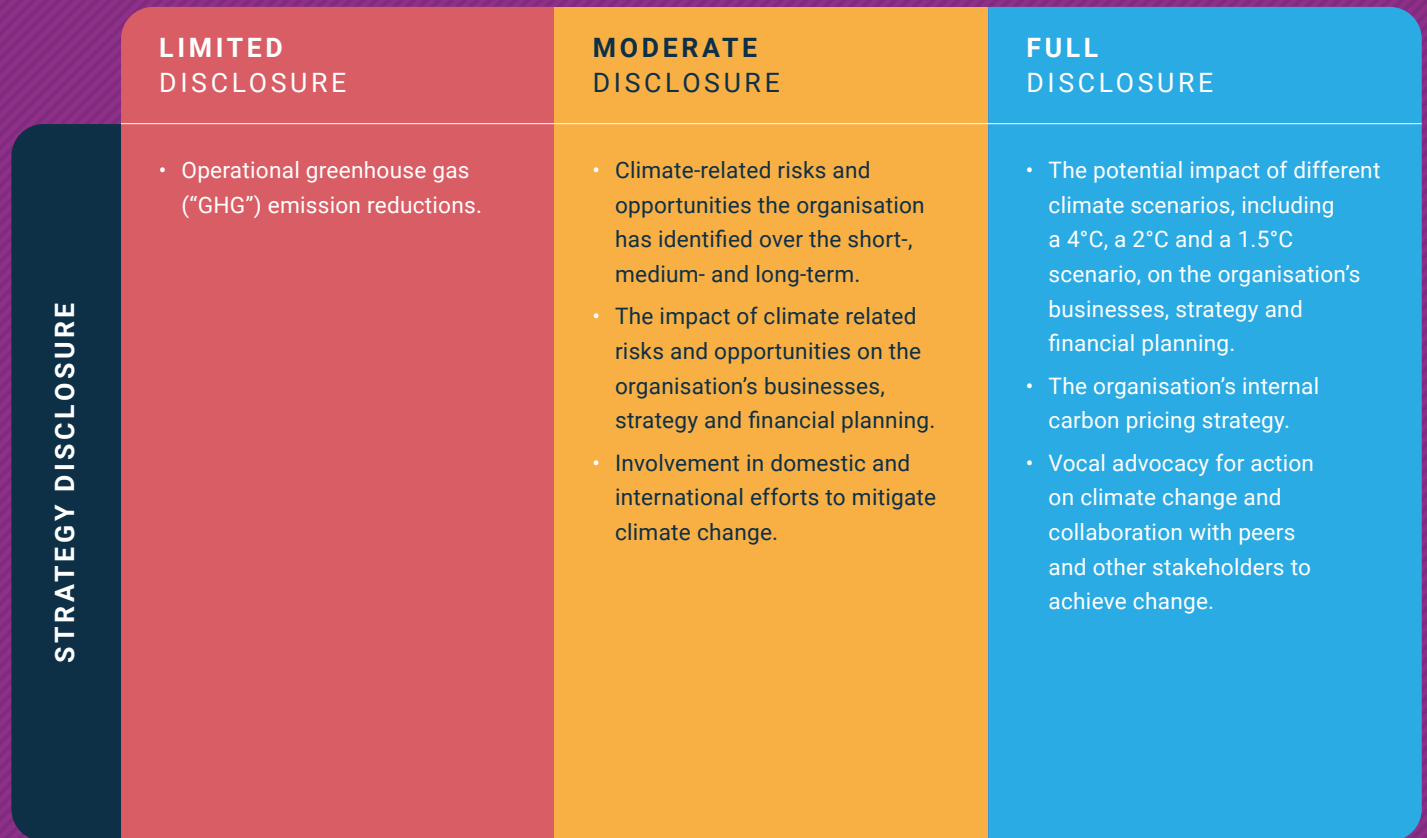 LIMITED
DISCLOSURE
MODERATE
DISCLOSURE
FULL
DISCLOSURE
STRATEGY DISCLOSURE
• Operational greenhouse gas
(“GHG”) emission reductions.
• Climate-related risks and
opportunities the organisation
has identified over the short-,
medium- and long-term.
• The impact of climate related
risks and opportunities on the
organisation’s businesses,
strategy and financial planning.
• Involvement in domestic and
international efforts to mitigate
climate change.
• The potential impact of different
climate scenarios, including
a 4°C, a 2°C and a 1.5°C
scenario, on the organisation’s
businesses, strategy and
financial planning.
• The organisation’s internal
carbon pricing strategy.
• Vocal advocacy for action
on climate change and
collaboration with peers
and other stakeholders to
achieve change.